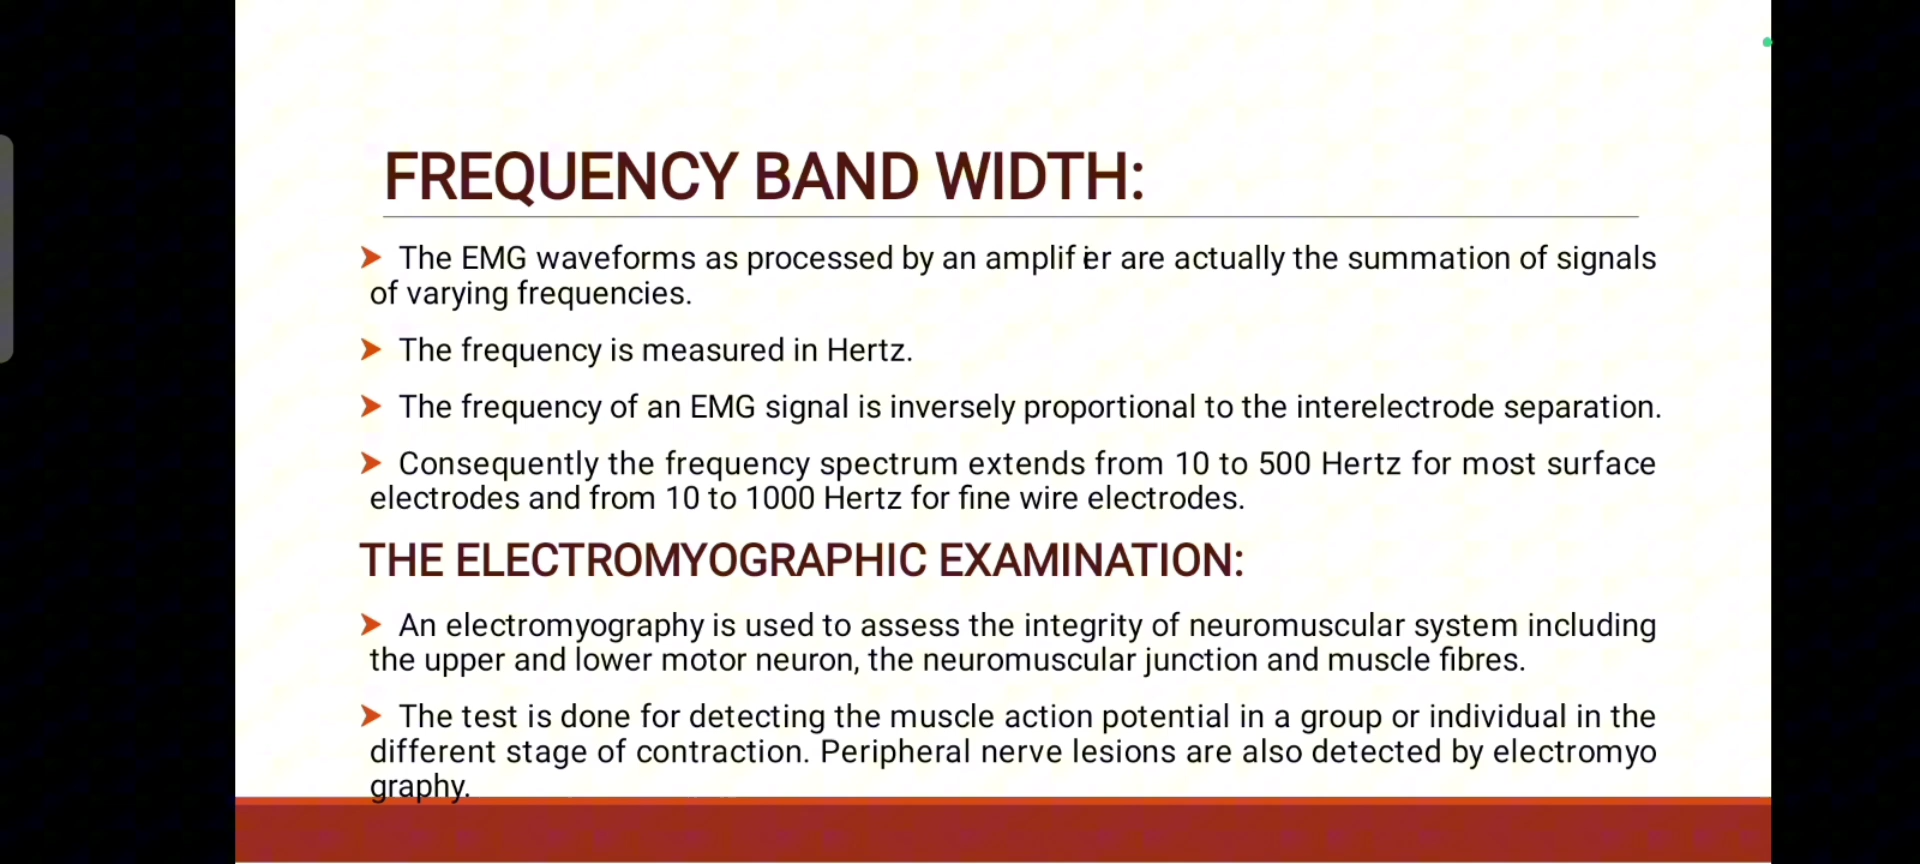 FREQUENCY BAND WIDTH:
➤ The EMG waveforms as processed by an amplifier are actually the summation of signals
of varying frequencies.
➤ The frequency is measured in Hertz.
➤ The frequency of an EMG signal is inversely proportional to the interelectrode separation.
➤ Consequently the frequency spectrum extends from 10 to 500 Hertz for most surface
electrodes and from 10 to 1000 Hertz for fine wire electrodes.
THE ELECTROMYOGRAPHIC EXAMINATION:
➤ An electromyography is used to assess the integrity of neuromuscular system including
the upper and lower motor neuron, the neuromuscular junction and muscle fibres.
➤ The test is done for detecting the muscle action potential in a group or individual in the
different stage of contraction. Peripheral nerve lesions are also detected by electromyo
graphy.